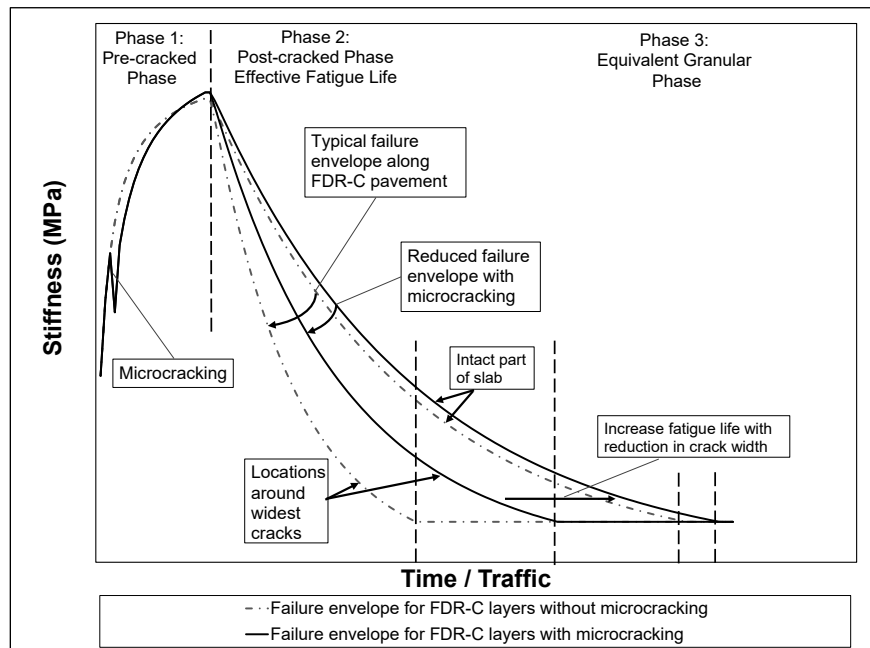 Phase 1:
Pre-cracked
Phase
Phase 2:
Post-cracked Phase
Effective Fatigue Life
Phase 3:
Equivalent Granular
Phase
Typical failure
envelope along
FDR-C pavement
Reduced failure
envelope with
microcracking
Stiffness (MPa)
Microcracking
Intact part
of slab
Increase fatigue life with
reduction in crack width
Locations
around
widest
cracks
Time / Traffic
Failure envelope for FDR-C layers without microcracking
Failure envelope for FDR-C layers with microcracking